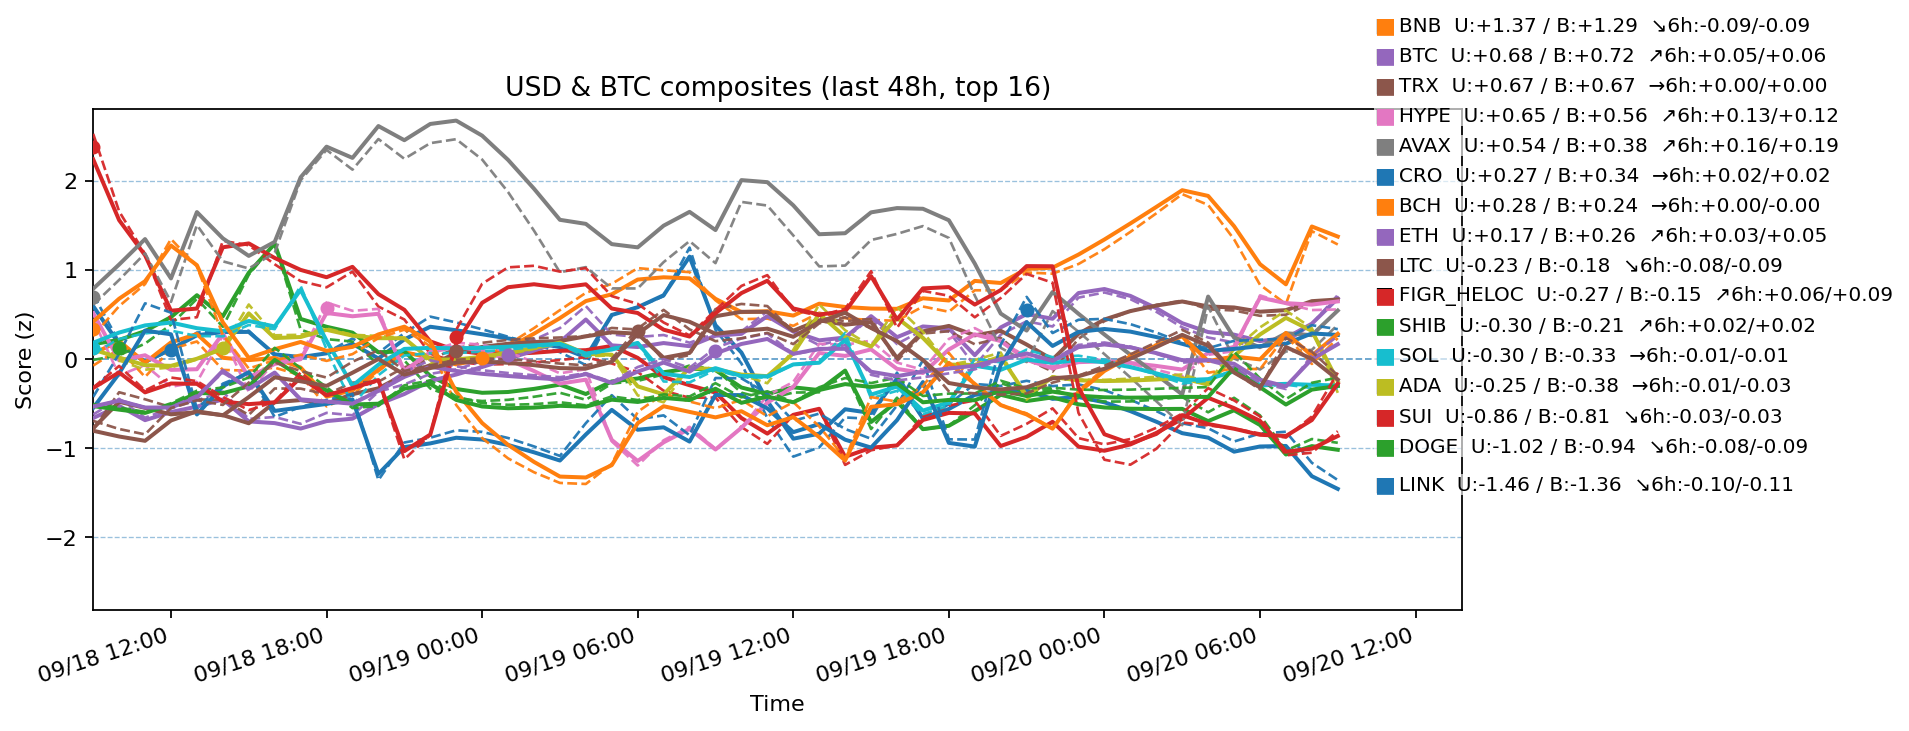 BNB  U:+1.37 / B:+1.29  ↘6h:-0.09/-0.09
BTC  U:+0.68 / B:+0.72  ↗6h:+0.05/+0.06
USD & BTC composites (last 48h, top 16)
TRX  U:+0.67 / B:+0.67  →6h:+0.00/+0.00
HYPE  U:+0.65 / B:+0.56  ↗6h:+0.13/+0.12
AVAX  U:+0.54 / B:+0.38  ↗6h:+0.16/+0.19
CRO  U:+0.27 / B:+0.34  →6h:+0.02/+0.02
BCH  U:+0.28 / B:+0.24  →6h:+0.00/-0.00
ETH  U:+0.17 / B:+0.26  ↗6h:+0.03/+0.05
LTC  U:-0.23 / B:-0.18  ↘6h:-0.08/-0.09
FIGR_HELOC  U:-0.27 / B:-0.15  ↗6h:+0.06/+0.09
SHIB  U:-0.30 / B:-0.21  ↗6h:+0.02/+0.02
SOL  U:-0.30 / B:-0.33  →6h:-0.01/-0.01
ADA  U:-0.25 / B:-0.38  →6h:-0.01/-0.03
SUI  U:-0.86 / B:-0.81  ↘6h:-0.03/-0.03
DOGE  U:-1.02 / B:-0.94  ↘6h:-0.08/-0.09
LINK  U:-1.46 / B:-1.36  ↘6h:-0.10/-0.11
Score (z)
2
1
0
−1
−2
09/18 12:00
09/18 18:00
09/19 00:00
09/19 06:00
09/19 12:00
09/19 18:00
09/20 00:00
09/20 06:00
09/20 12:00
Time